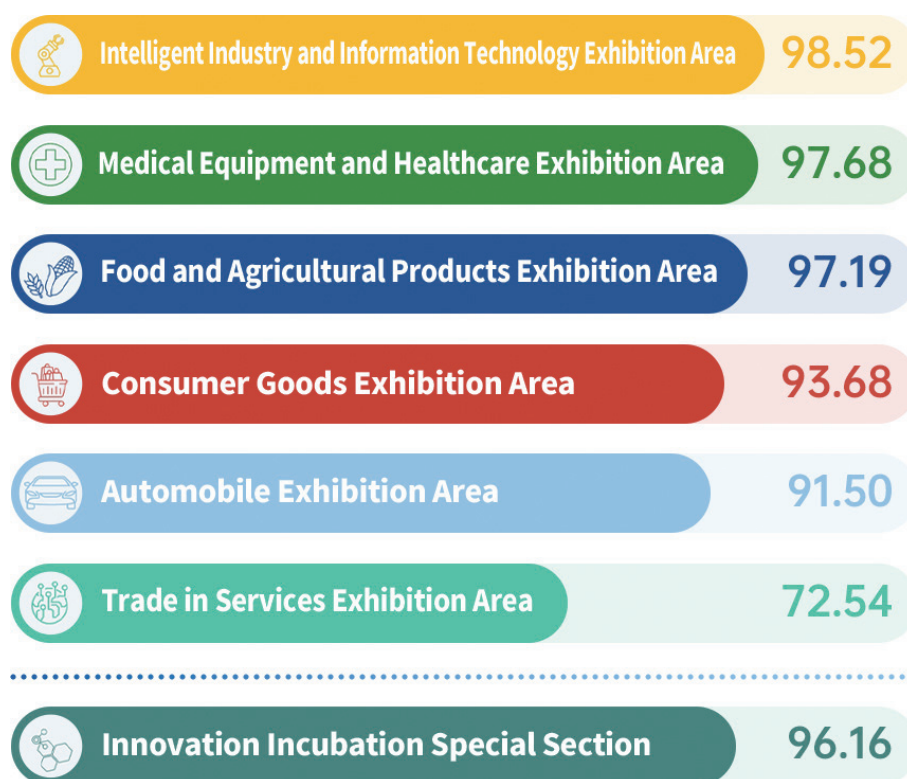 Intelligent Industry and Information Technology Exhibition Area 98.52
Medical Equipment and Healthcare Exhibition Area 97.68
Food and Agricultural Products Exhibition Area 97.19
Consumer Goods Exhibition Area 93.68
Automobile Exhibition Area 91.50
Trade in Services Exhibition Area 72.54
Innovation Incubation Special Section 96.16